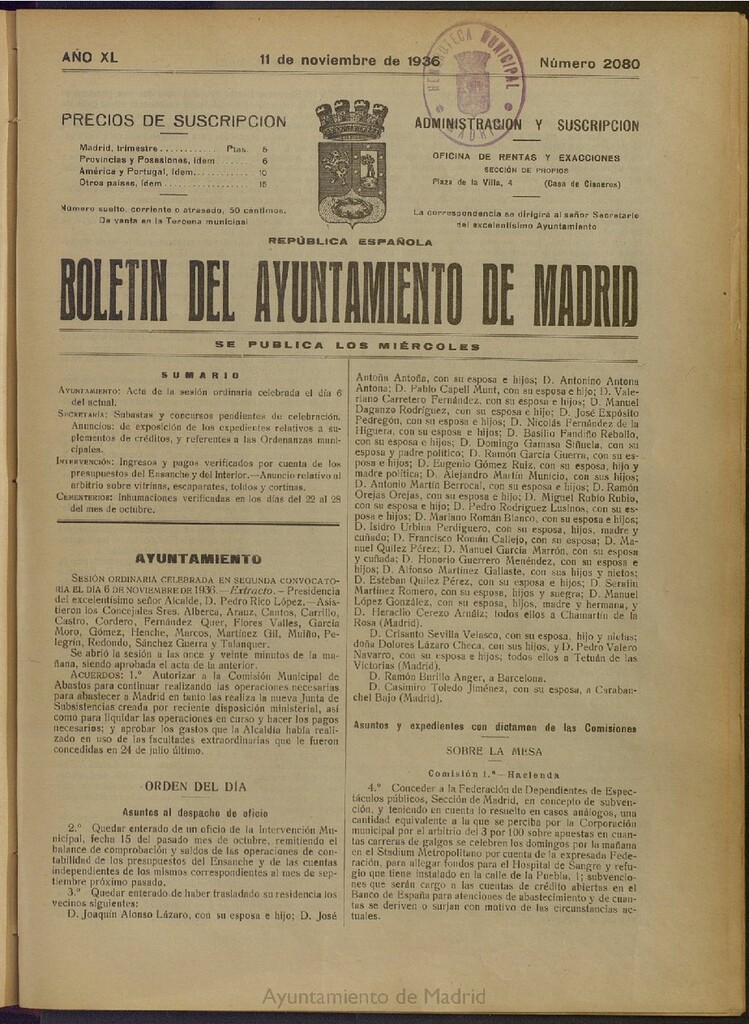 AÑO XL
11 de noviembre de 1936
Número 2080
HEMEROTECA MUNICIPAL
MADRID
PRECIOS DE SUSCRIPCION
Madrid, trimestre............ Ptas. 5
Provincias y Posesiones, ídem ....... 6
América y Portugal, ídem............ 10
Otros países, ídem................. 15
Número suelto, corriente o atrasado, 50 céntimos.
De venta en la Tercena municipal
ADMINISTRACION Y SUSCRIPCION
OFICINA DE RENTAS Y EXACCIONES
SECCIÓN DE PROPIOS
Plaza de la Villa, 4 (Casa de Cisneros)
La correspondencia se dirigirá al señor Secretario
del excelentísimo Ayuntamiento
REPÚBLICA ESPAÑOLA
BOLETIN DEL AYUNTAMIENTO DE MADRID
SE PUBLICA LOS MIÉRCOLES
SUMARIO
AYUNTAMIENTO: Acta de la sesión ordinaria celebrada el día 6
del actual.
SECRETARÍA: Subastas y concursos pendientes de celebración.
Anuncios: de exposición de los expedientes relativos a su-
plementos de créditos, y referentes a las Ordenanzas muni-
cipales.
INTERVENCIÓN: Ingresos y pagos verificados por cuenta de los
presupuestos del Ensanche y del Interior.—Anuncio relativo al
arbitrio sobre vitrinas, escaparates, toldos y cortinas.
CEMENTERIOS: Inhumaciones verificadas en los días del 22 al 28
del mes de octubre.
AYUNTAMIENTO
SESIÓN ORDINARIA CELEBRADA EN SEGUNDA CONVOCATO-
RIA EL DÍA 6 DE NOVIEMBRE DE 1936.—Extracto.—Presidencia
del excelentísimo señor Alcalde, D. Pedro Rico López.—Asis-
tieron los Concejales Sres. Alberca, Arauz, Cantos, Carrillo,
Castro, Cordero, Fernández Quer, Flores Valles, García
Moro, Gómez, Henche, Marcos, Martínez Gil, Muiño, Pe-
legrín, Redondo, Sánchez Guerra y Talanquer.
Se abrió la sesión a las once y veinte minutos de la ma-
ñana, siendo aprobada el acta de la anterior.
ACUERDOS: 1.º Autorizar a la Comisión Municipal de
Abastos para continuar realizando las operaciones necesarias
para abastecer a Madrid en tanto las realiza la nueva Junta de
Subsistencias creada por reciente disposición ministerial, así
como para liquidar las operaciones en curso y hacer los pagos
necesarios; y aprobar los gastos que la Alcaldía había reali-
zado en uso de las facultades extraordinarias que le fueron
concedidas en 24 de julio último.
ORDEN DEL DÍA
Asuntos al despacho de oficio
2.º Quedar enterado de un oficio de la Intervención Mu-
nicipal, fecha 15 del pasado mes de octubre, remitiendo el
balance de comprobación y saldos de las operaciones de con-
tabilidad de los presupuestos del Ensanche y de las cuentas
independientes de los mismos correspondientes al mes de sep-
tiembre próximo pasado.
3.º Quedar enterado de haber trasladado su residencia los
vecinos siguientes:
D. Joaquín Alonso Lázaro, con su esposa e hijo; D. José
Antoña Antoña, con su esposa e hijos; D. Antonino Antona
Antona; D. Pablo Capell Munt, con su esposa e hijo; D. Vale-
riano Carretero Fernández, con su esposa e hijos; D. Manuel
Daganzo Rodríguez, con su esposa e hijo; D. José Expósito
Pedregón, con su esposa e hijos; D. Nicolás Fernández de la
Higuera, con su esposa e hijos; D. Basilio Fandiño Rebollo,
con su esposa e hijos; D. Domingo Gamasa Siñuela, con su
esposa y padre político; D. Ramón García Guerra, con su es-
posa e hijos; D. Eugenio Gómez Ruiz, con su esposa, hijo y
madre política; D. Alejandro Martín Municio, con sus hijos;
D. Antonio Martín Berrocal, con su esposa e hijos; D. Ramón
Orejas Orejas, con su esposa e hijo; D. Miguel Rubio Rubio,
con su esposa e hijos; D. Pedro Rodríguez Lusinos, con su es-
posa e hijos; D. Mariano Román Blanco, con su esposa e hijos;
D. Isidro Urbina Perdiguero, con su esposa, hijos, madre y
cuñado; D. Francisco Román Callejo, con su esposa; D. Ma-
nuel Quílez Pérez; D. Manuel García Marrón, con su esposa
y cuñada; D. Honorio Guerrero Menéndez, con su esposa e
hijos; D. Alfonso Martínez Gallaste, con sus hijos y nietos;
D. Esteban Quílez Pérez, con su esposa e hijos; D. Serafín
Martínez Romero, con su esposa, hijos y suegra; D. Manuel
López González, con su esposa, hijos, madre y hermana, y
D. Heraclio Cerezo Arnáiz; todos ellos a Chamartín de la
Rosa (Madrid).
D. Crisanto Sevilla Velasco, con su esposa, hijo y nietas;
doña Dolores Lázaro Checa, con sus hijos, y D. Pedro Valero
Navarro, con su esposa e hijos; todos ellos a Tetuán de las
Victorias (Madrid).
D. Ramón Burillo Anger, a Barcelona.
D. Casimiro Toledo Jiménez, con su esposa, a Caraban-
chel Bajo (Madrid).
Asuntos y expedientes con dictamen de las Comisiones
SOBRE LA MESA
Comisión 1.ª—Hacienda
4.º Conceder a la Federación de Dependientes de Espec-
táculos públicos, Sección de Madrid, en concepto de subven-
ción, y teniendo en cuenta lo resuelto en casos análogos, una
cantidad equivalente a la que se perciba por la Corporación
municipal por el arbitrio del 3 por 100 sobre apuestas en cuan-
tas carreras de galgos se celebren los domingos por la mañana
en el Stadium Metropolitano por cuenta de la expresada Fede-
ración, para allegar fondos para el Hospital de Sangre y refu-
gio que tiene instalado en la calle de la Puebla, 1; subvencio-
nes que serán cargo a las cuentas de crédito abiertas en el
Banco de España para atenciones de abastecimiento y de cuan-
tas se deriven o surjan con motivo de las circunstancias ac-
tuales.
Ayuntamiento de Madrid